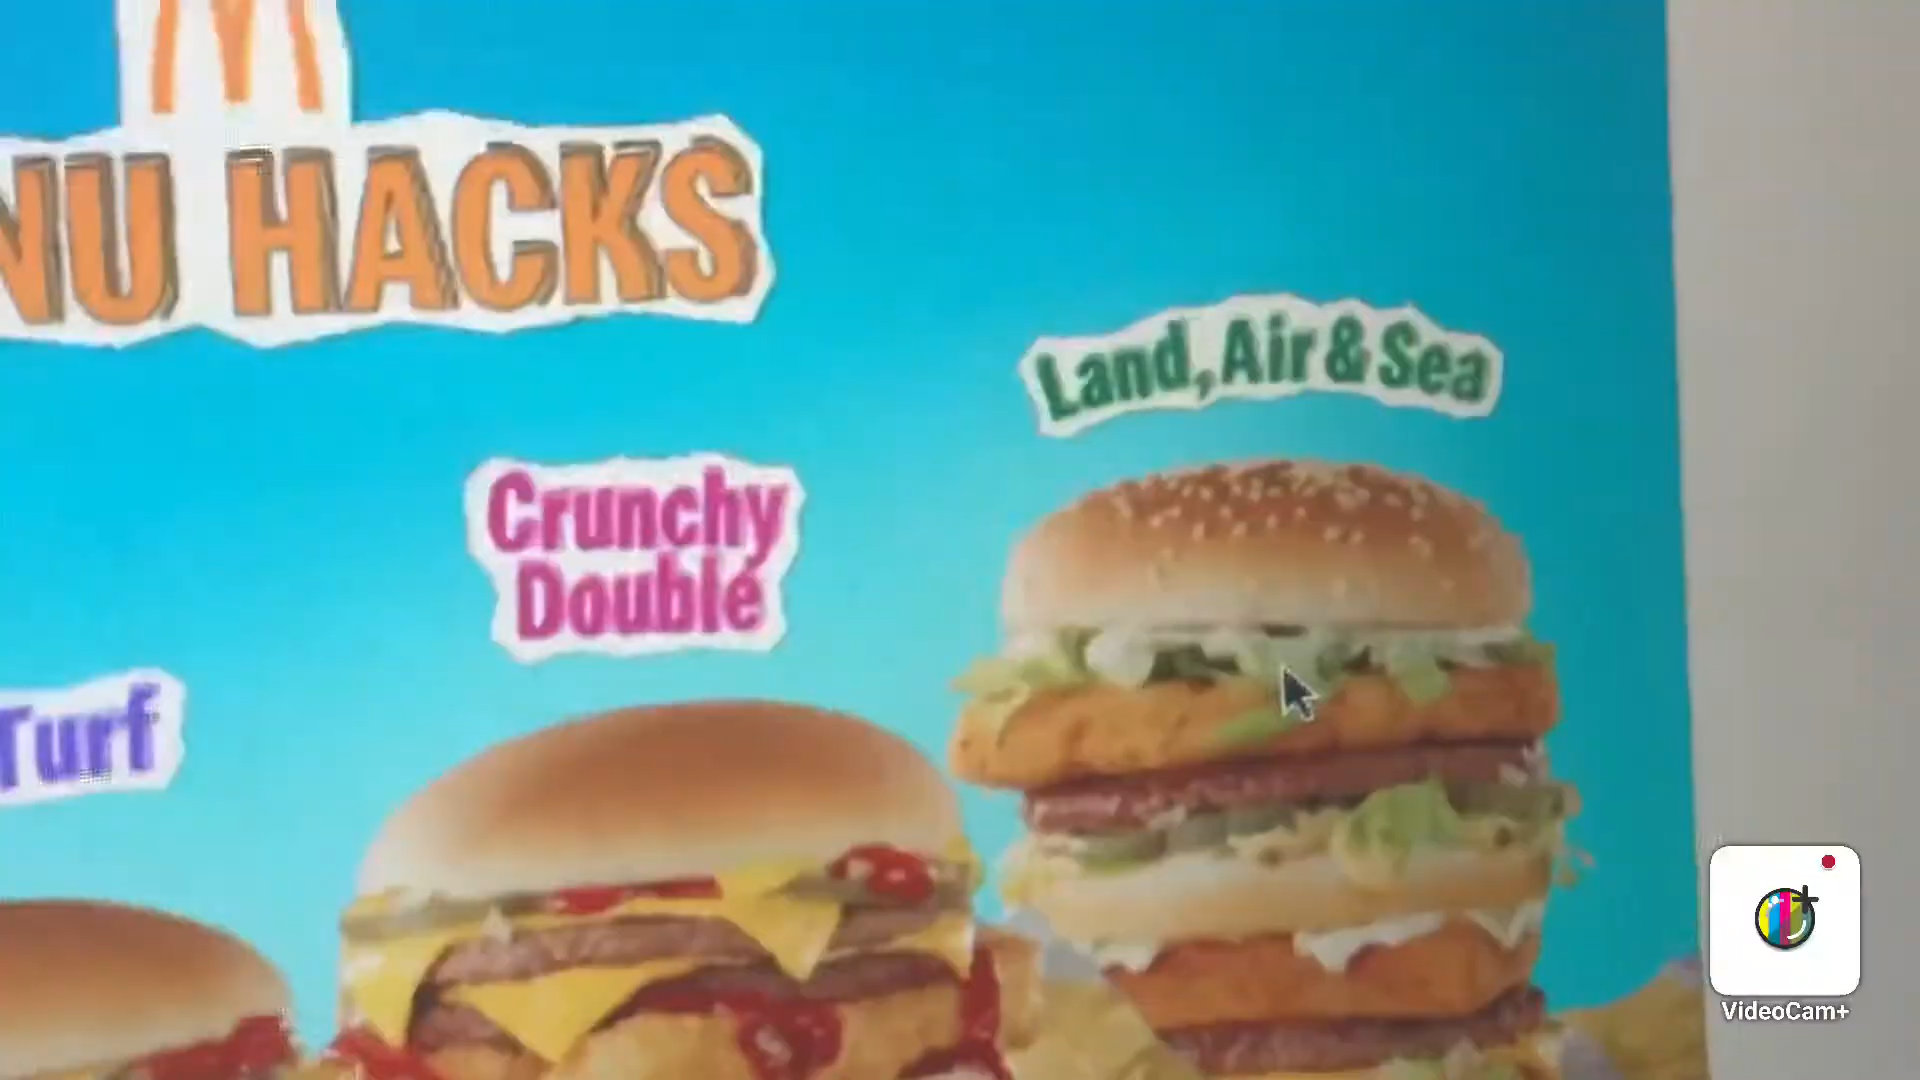 NU HACKS
Land, Air & Sea
Crunchy
Double
Turf
VideoCam+